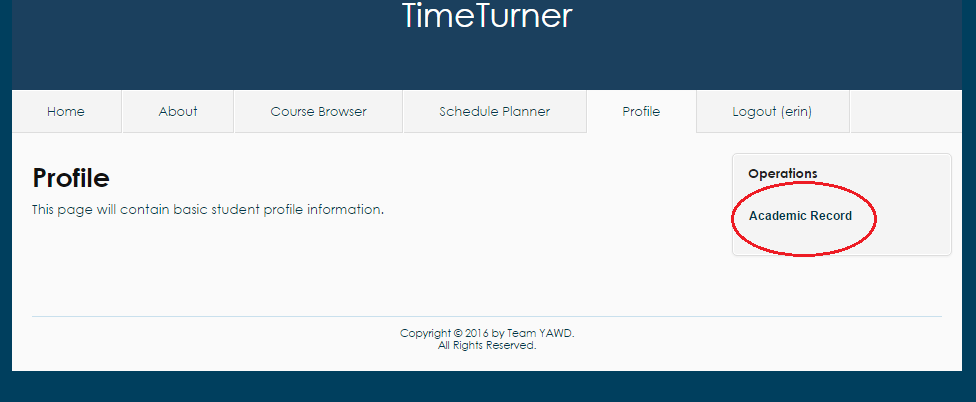 TimeTurner
Home About Course Browser Schedule Planner Profile Logout (erin)
Profile
This page will contain basic student profile information.
Operations
Academic Record
Copyright © 2016 by Team YAWD.
All Rights Reserved.